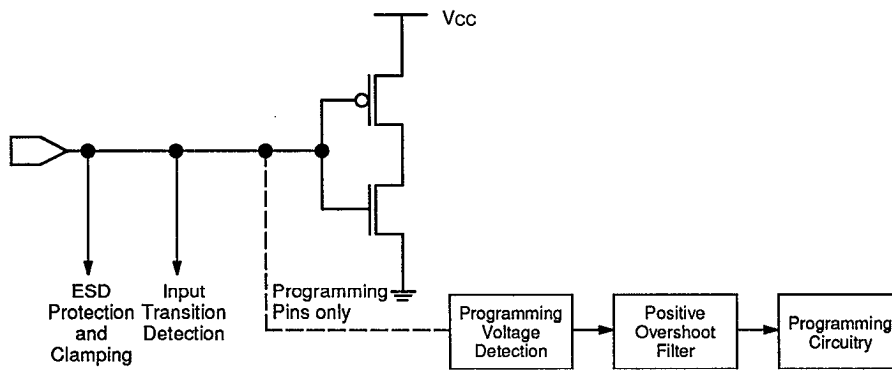 Vcc
ESD
Protection
and
Clamping
Input
Transition
Detection
Programming
Pins only
Programming
Voltage
Detection
Positive
Overshoot
Filter
Programming
Circuitry